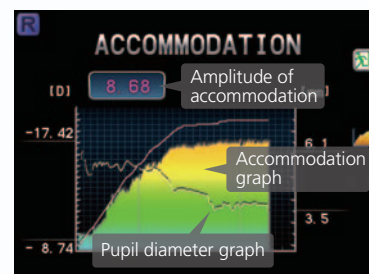 R
ACCOMMODATION
[D]
8 68
Amplitude of
accommodation
-17.42
6.1
Accommodation
graph
3.5
- 8.74
Pupil diameter graph